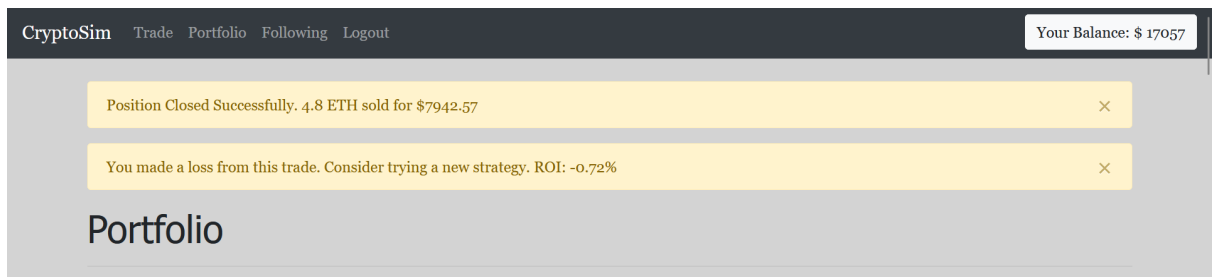 CryptoSim Trade Portfolio Following Logout Your Balance: $ 17057
Position Closed Successfully. 4.8 ETH sold for $7942.57 ×
You made a loss from this trade. Consider trying a new strategy. ROI: -0.72% ×
Portfolio